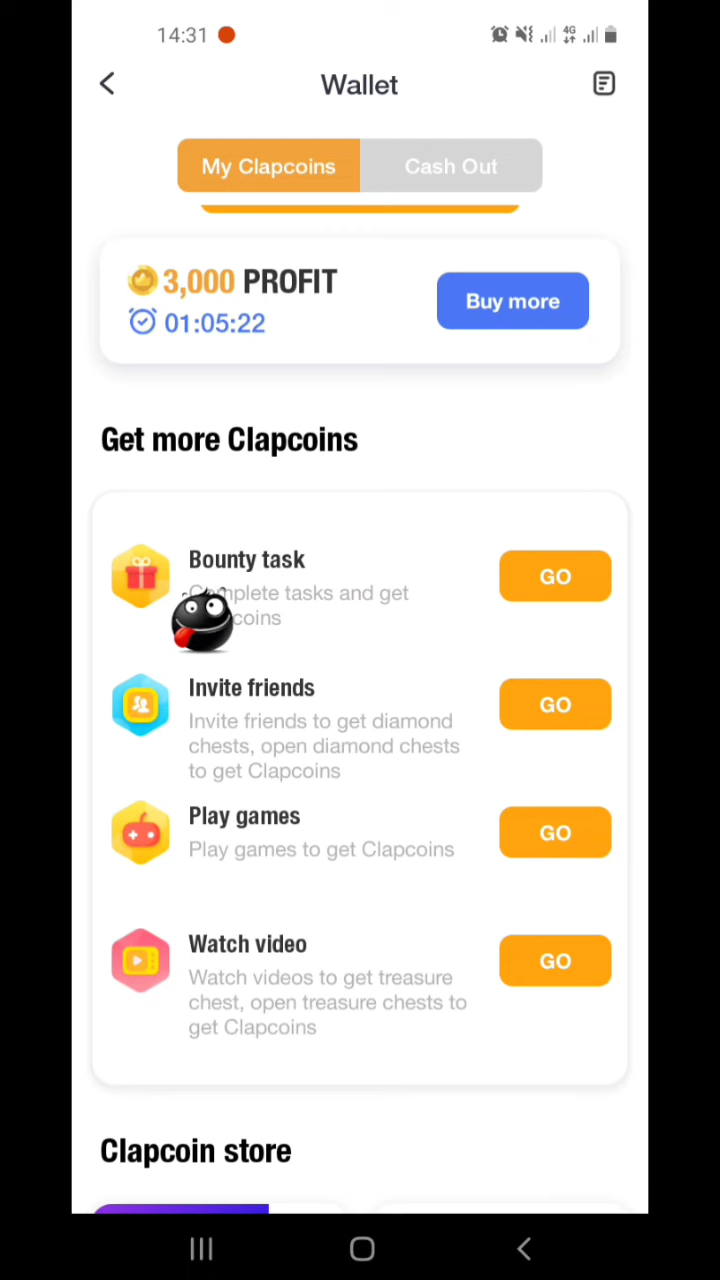 14:31
4G
Wallet
My Clapcoins
Cash Out
3,000 PROFIT
01:05:22
Buy more
Get more Clapcoins
Bounty task
tasks and get
GO
Invite friends
Invite friends to get diamond
chests, open diamond chests
to get Clapcoins
GO
Play games
Play games to get Clapcoins
GO
Watch video
Watch videos to get treasure
chest, open treasure chests to
get Clapcoins
GO
Clapcoin store